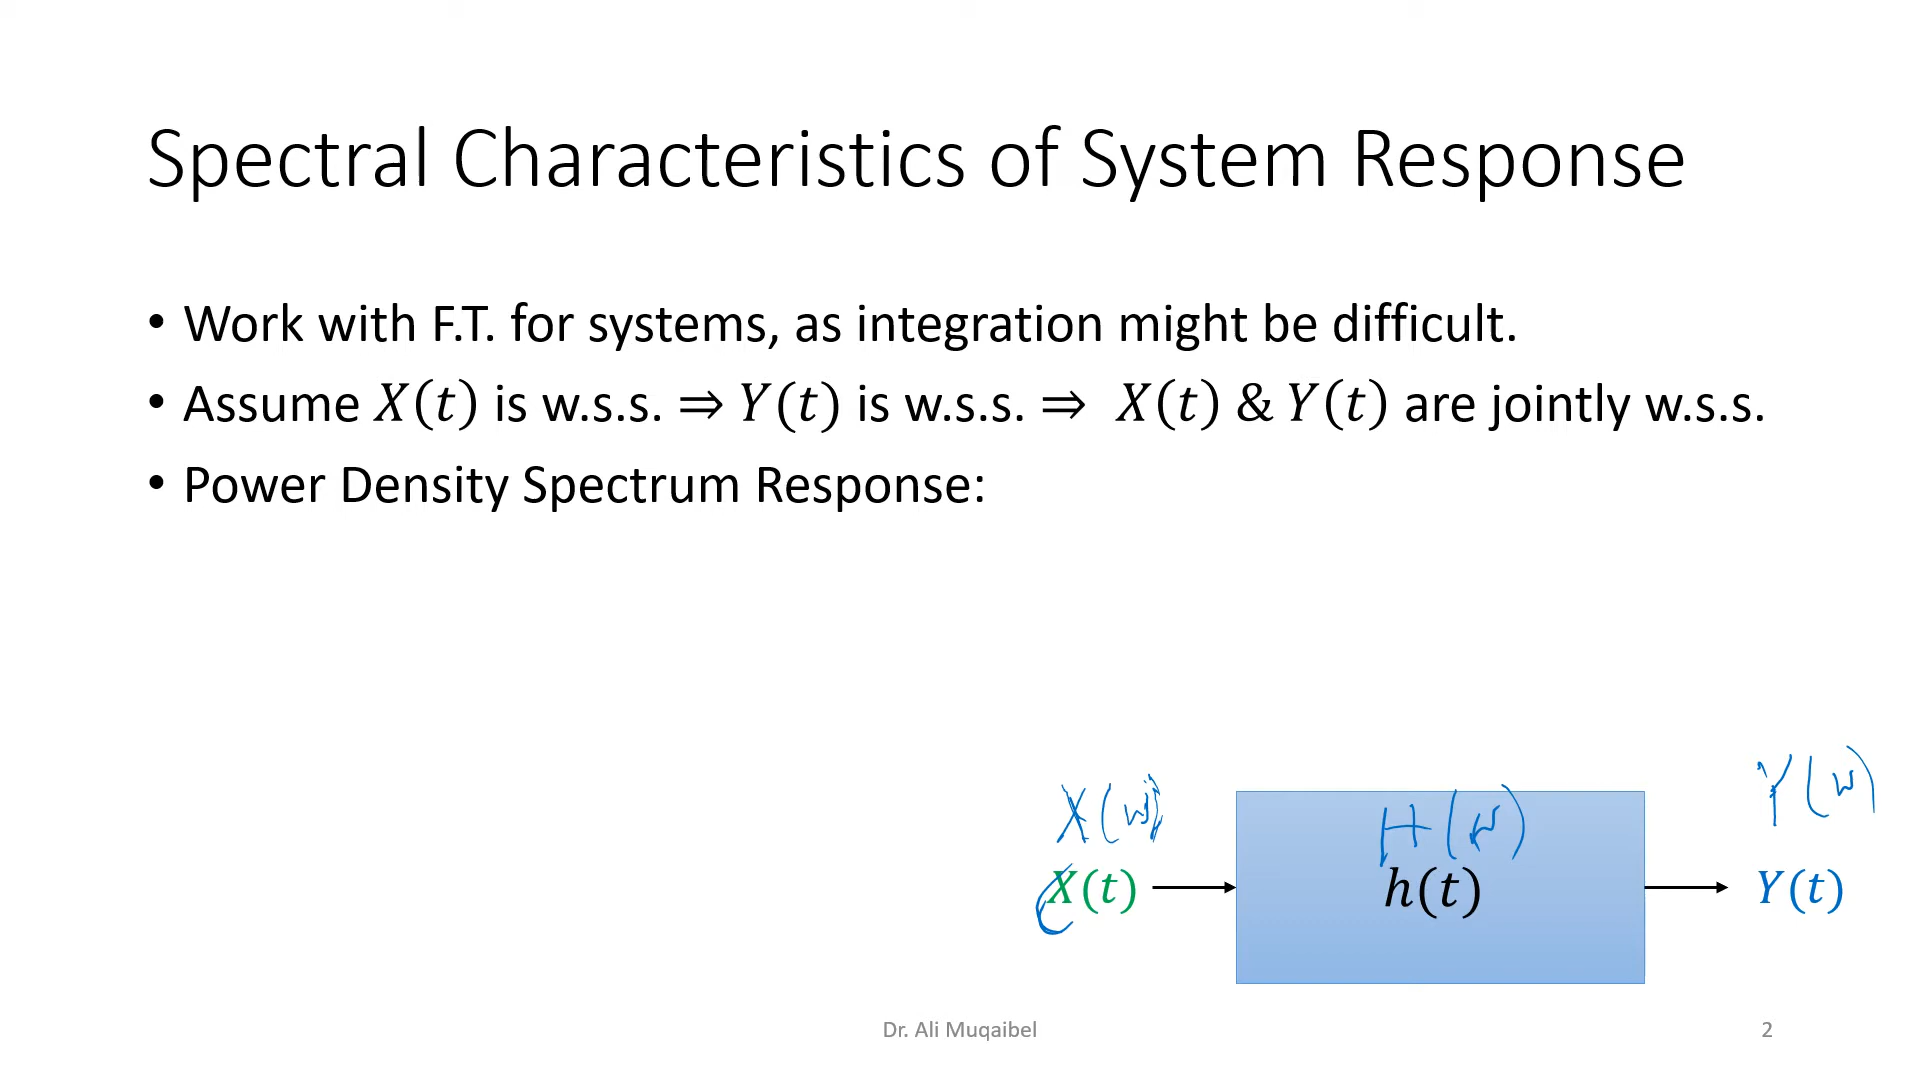 Spectral Characteristics of System Response
• Work with F.T. for systems, as integration might be difficult.
• Assume X(t) is w.s.s. ⇒ Y(t) is w.s.s. ⇒ X(t) & Y(t) are jointly w.s.s.
• Power Density Spectrum Response:
X(w) H(w) Y(w)
X(t) h(t) Y(t)
Dr. Ali Muqaibel 2